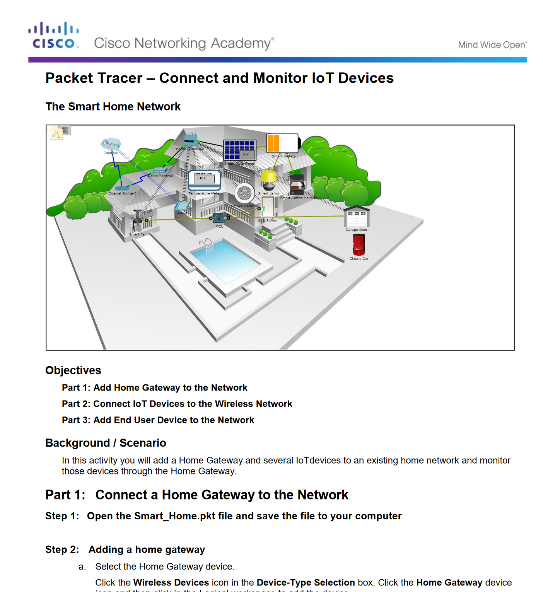 CISCO. Cisco Networking Academy® Mind Wide Open™
Packet Tracer – Connect and Monitor IoT Devices
The Smart Home Network
Garage Door
Electric Car
Objectives
Part 1: Add Home Gateway to the Network
Part 2: Connect IoT Devices to the Wireless Network
Part 3: Add End User Device to the Network
Background / Scenario
In this activity you will add a Home Gateway and several IoTdevices to an existing home network and monitor
those devices through the Home Gateway.
Part 1: Connect a Home Gateway to the Network
Step 1: Open the Smart_Home.pkt file and save the file to your computer
Step 2: Adding a home gateway
a. Select the Home Gateway device.
Click the Wireless Devices icon in the Device-Type Selection box. Click the Home Gateway device